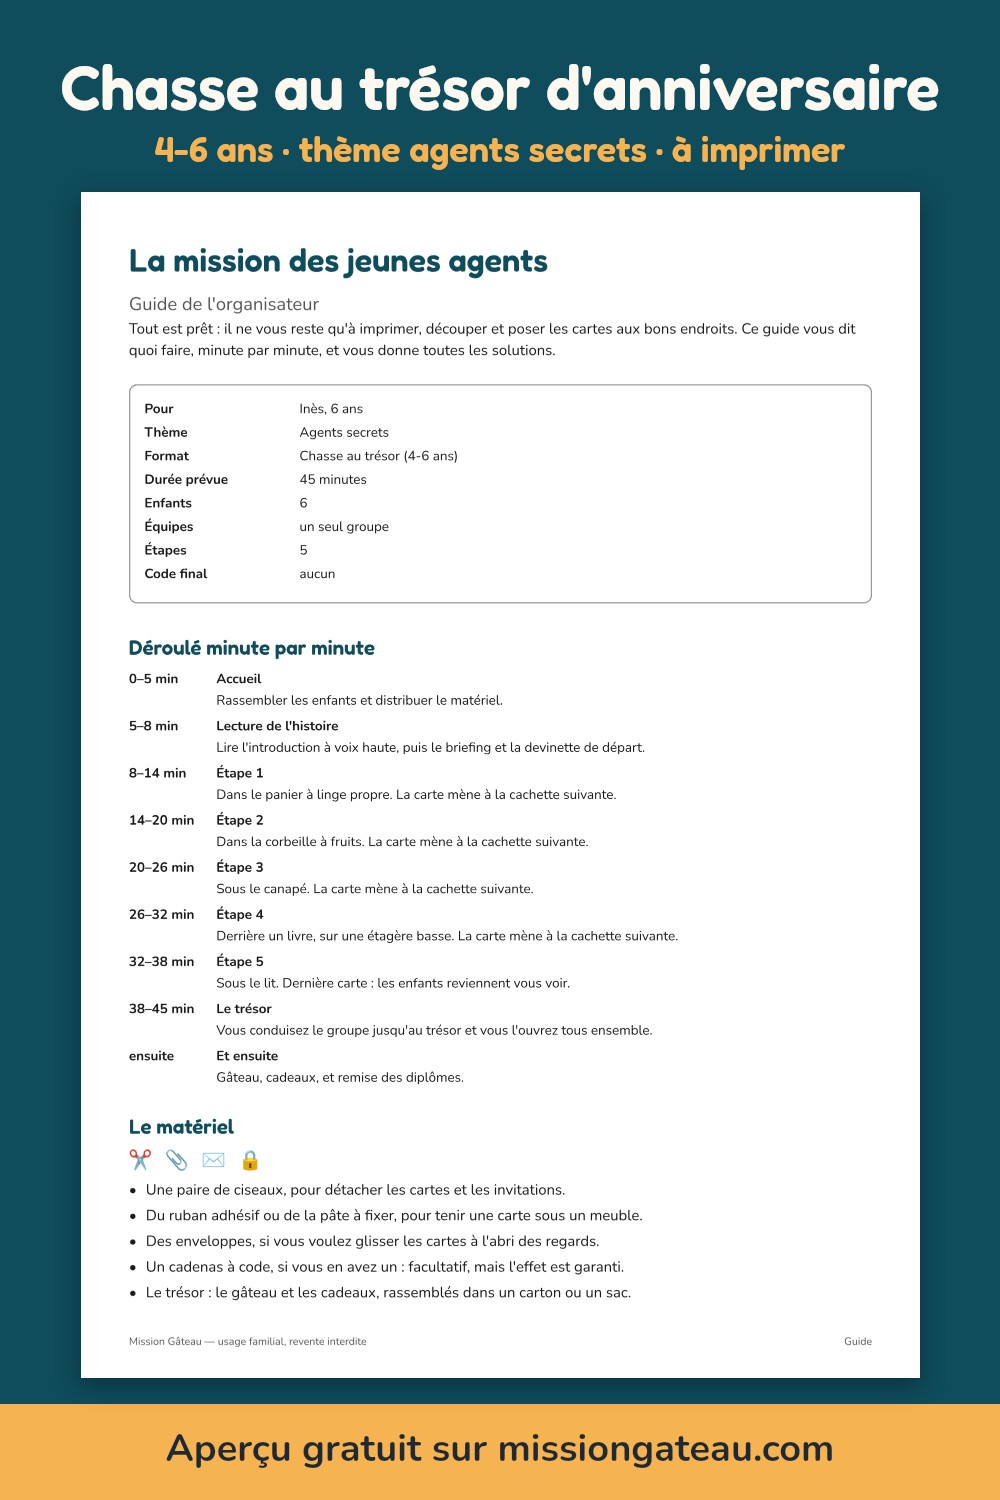 Chasse au trésor d'anniversaire
4-6 ans · thème agents secrets · à imprimer
La mission des jeunes agents
Guide de l'organisateur
Tout est prêt : il ne vous reste qu'à imprimer, découper et poser les cartes aux bons endroits. Ce guide vous dit
quoi faire, minute par minute, et vous donne toutes les solutions.
Pour Inès, 6 ans
Thème Agents secrets
Format Chasse au trésor (4-6 ans)
Durée prévue 45 minutes
Enfants 6
Équipes un seul groupe
Étapes 5
Code final aucun
Déroulé minute par minute
0–5 min Accueil
Rassembler les enfants et distribuer le matériel.
5–8 min Lecture de l'histoire
Lire l'introduction à voix haute, puis le briefing et la devinette de départ.
8–14 min Étape 1
Dans le panier à linge propre. La carte mène à la cachette suivante.
14–20 min Étape 2
Dans la corbeille à fruits. La carte mène à la cachette suivante.
20–26 min Étape 3
Sous le canapé. La carte mène à la cachette suivante.
26–32 min Étape 4
Derrière un livre, sur une étagère basse. La carte mène à la cachette suivante.
32–38 min Étape 5
Sous le lit. Dernière carte : les enfants reviennent vous voir.
38–45 min Le trésor
Vous conduisez le groupe jusqu'au trésor et vous l'ouvrez tous ensemble.
ensuite Et ensuite
Gâteau, cadeaux, et remise des diplômes.
Le matériel
• Une paire de ciseaux, pour détacher les cartes et les invitations.
• Du ruban adhésif ou de la pâte à fixer, pour tenir une carte sous un meuble.
• Des enveloppes, si vous voulez glisser les cartes à l'abri des regards.
• Un cadenas à code, si vous en avez un : facultatif, mais l'effet est garanti.
• Le trésor : le gâteau et les cadeaux, rassemblés dans un carton ou un sac.
Mission Gâteau — usage familial, revente interdite Guide
Aperçu gratuit sur missiongateau.com